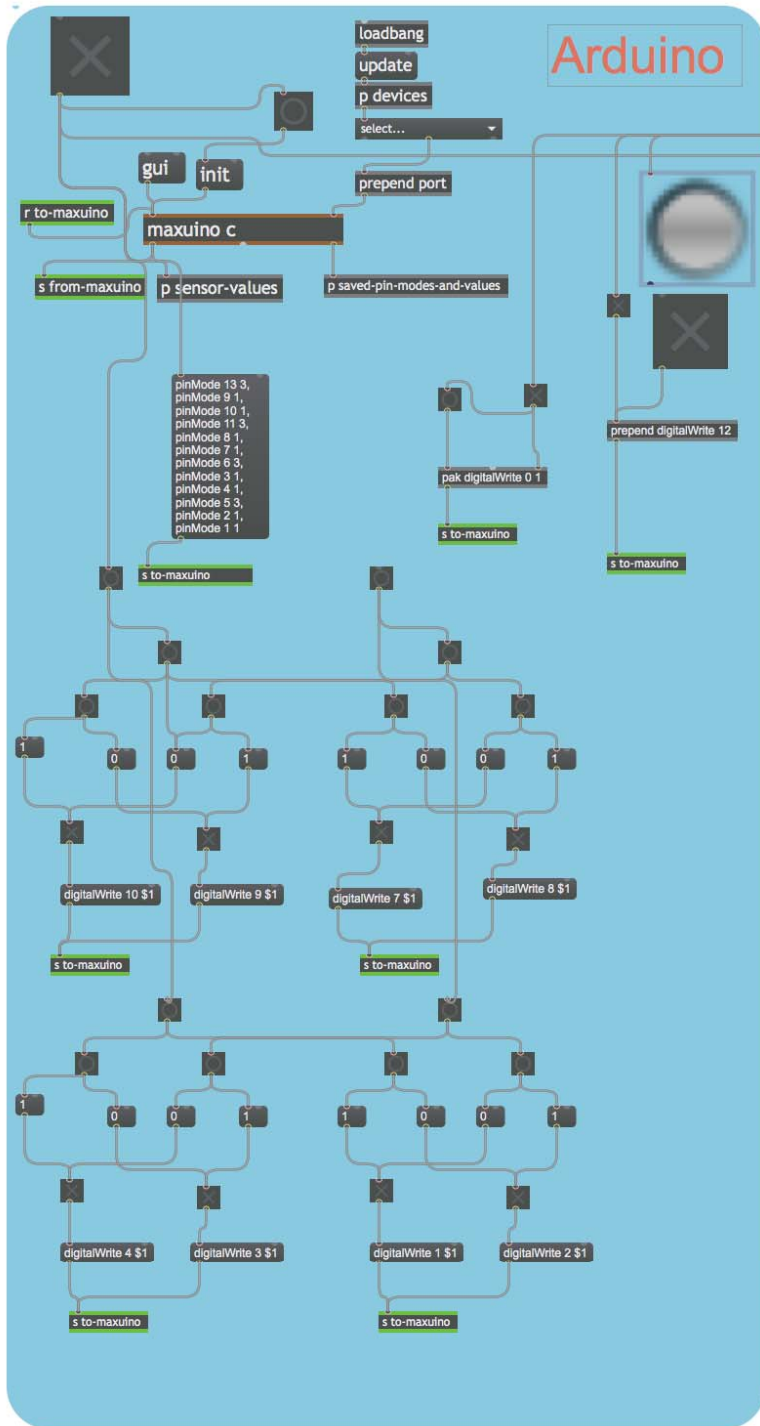 loadbang
Arduino
update
p devices
select...
gui
init
prepend port
r to-maxuino
maxuino c
s from-maxuino
p sensor-values
p saved-pin-modes-and-values
pinMode 13 3,
pinMode 9 1,
pinMode 10 1,
pinMode 11 3,
pinMode 8 1,
pinMode 7 1,
pinMode 6 3,
pinMode 3 1,
pinMode 4 1,
pinMode 5 3,
pinMode 2 1,
pinMode 1 1
prepend digitalWrite 12
pak digitalWrite 0 1
s to-maxuino
s to-maxuino
s to-maxuino
1
0
0
1
1
0
0
1
digitalWrite 10 $1
digitalWrite 9 $1
digitalWrite 7 $1
digitalWrite 8 $1
s to-maxuino
s to-maxuino
1
0
0
1
1
0
0
1
digitalWrite 4 $1
digitalWrite 3 $1
digitalWrite 1 $1
digitalWrite 2 $1
s to-maxuino
s to-maxuino